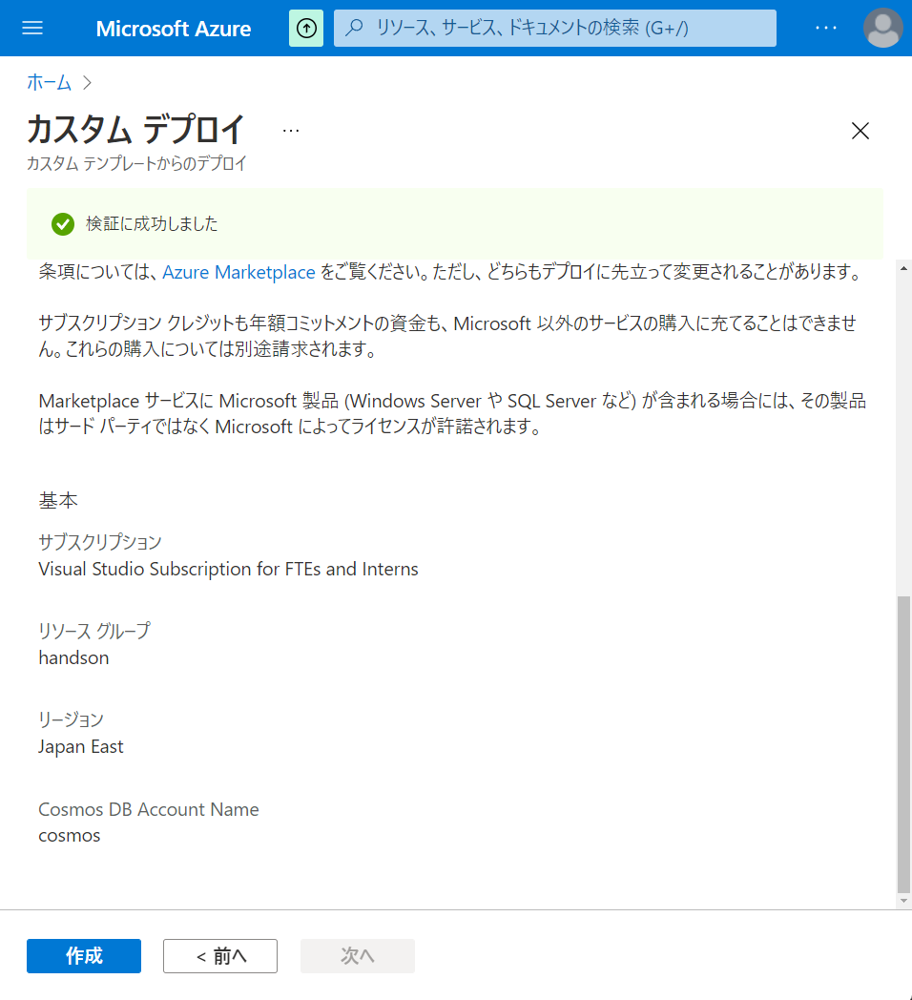 Microsoft Azure
リソース、サービス、ドキュメントの検索 (G+/)
ホーム
カスタム デプロイ
カスタム テンプレートからのデプロイ
検証に成功しました
条項については、Azure Marketplace をご覧ください。ただし、どちらもデプロイに先立って変更されることがあります。
サブスクリプション クレジットも年額コミットメントの資金も、Microsoft 以外のサービスの購入に充てることはできませ
ん。これらの購入については別途請求されます。
Marketplace サービスに Microsoft 製品 (Windows Server や SQL Server など) が含まれる場合には、その製品
はサード パーティではなく Microsoft によってライセンスが許諾されます。
基本
サブスクリプション
Visual Studio Subscription for FTEs and Interns
リソース グループ
handson
リージョン
Japan East
Cosmos DB Account Name
cosmos
作成
< 前へ
次へ